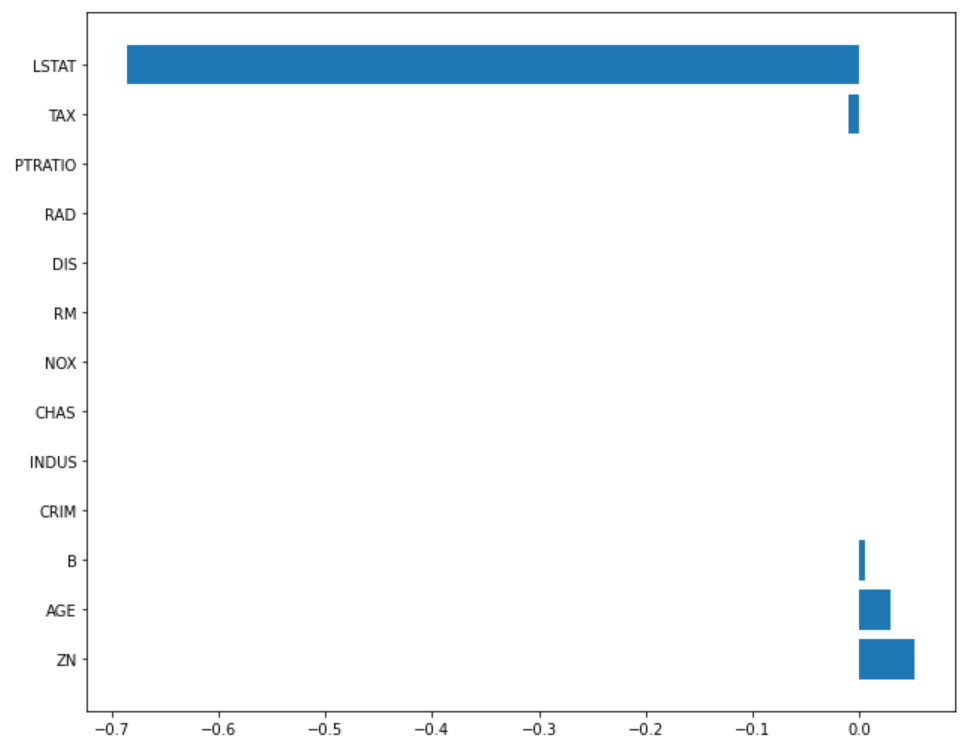 LSTAT
TAX
PTRATIO
RAD
DIS
RM
NOX
CHAS
INDUS
CRIM
B
AGE
ZN
−0.7 −0.6 −0.5 −0.4 −0.3 −0.2 −0.1 0.0